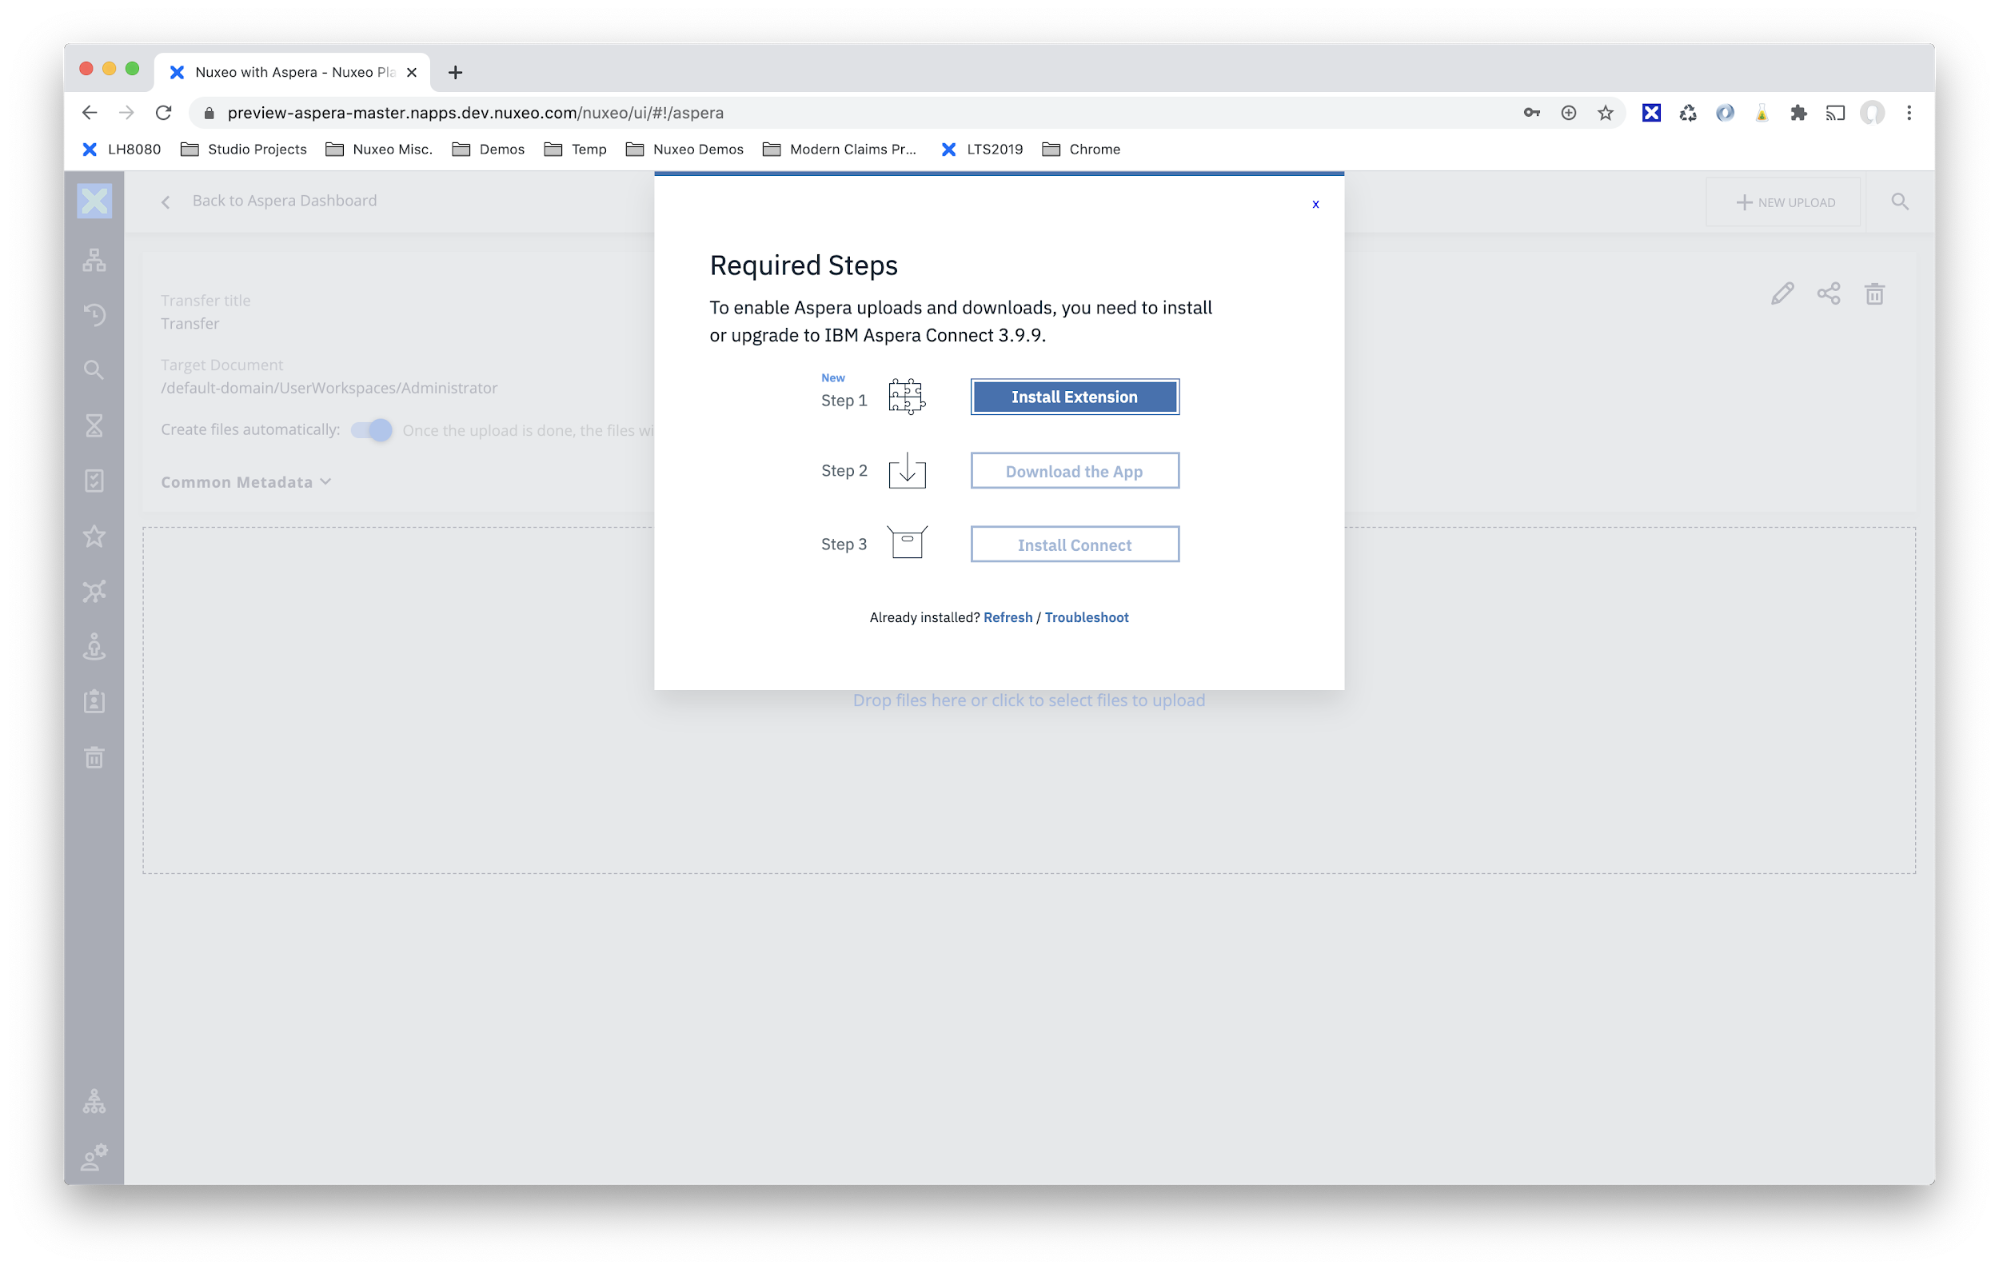 Nuxeo with Aspera - Nuxeo Pla
preview-aspera-master.napps.dev.nuxeo.com/nuxeo/ui/#!/aspera
LH8080 Studio Projects Nuxeo Misc. Demos Temp Nuxeo Demos Modern Claims Pr... LTS2019 Chrome
Back to Aspera Dashboard
NEW UPLOAD
x
Required Steps
To enable Aspera uploads and downloads, you need to install
or upgrade to IBM Aspera Connect 3.9.9.
New
Step 1 Install Extension
Step 2 Download the App
Step 3 Install Connect
Already installed? Refresh / Troubleshoot
Transfer title
Transfer
Target Document
/default-domain/UserWorkspaces/Administrator
Create files automatically: Once the upload is done, the files wi
Common Metadata
Drop files here or click to select files to upload